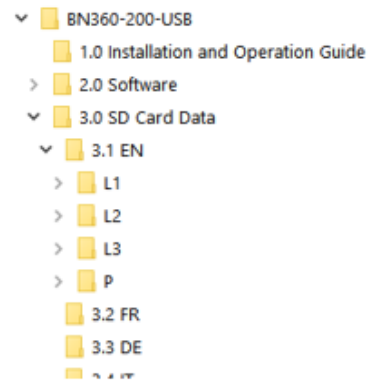 BN360-200-USB
1.0 Installation and Operation Guide
2.0 Software
3.0 SD Card Data
3.1 EN
L1
L2
L3
P
3.2 FR
3.3 DE